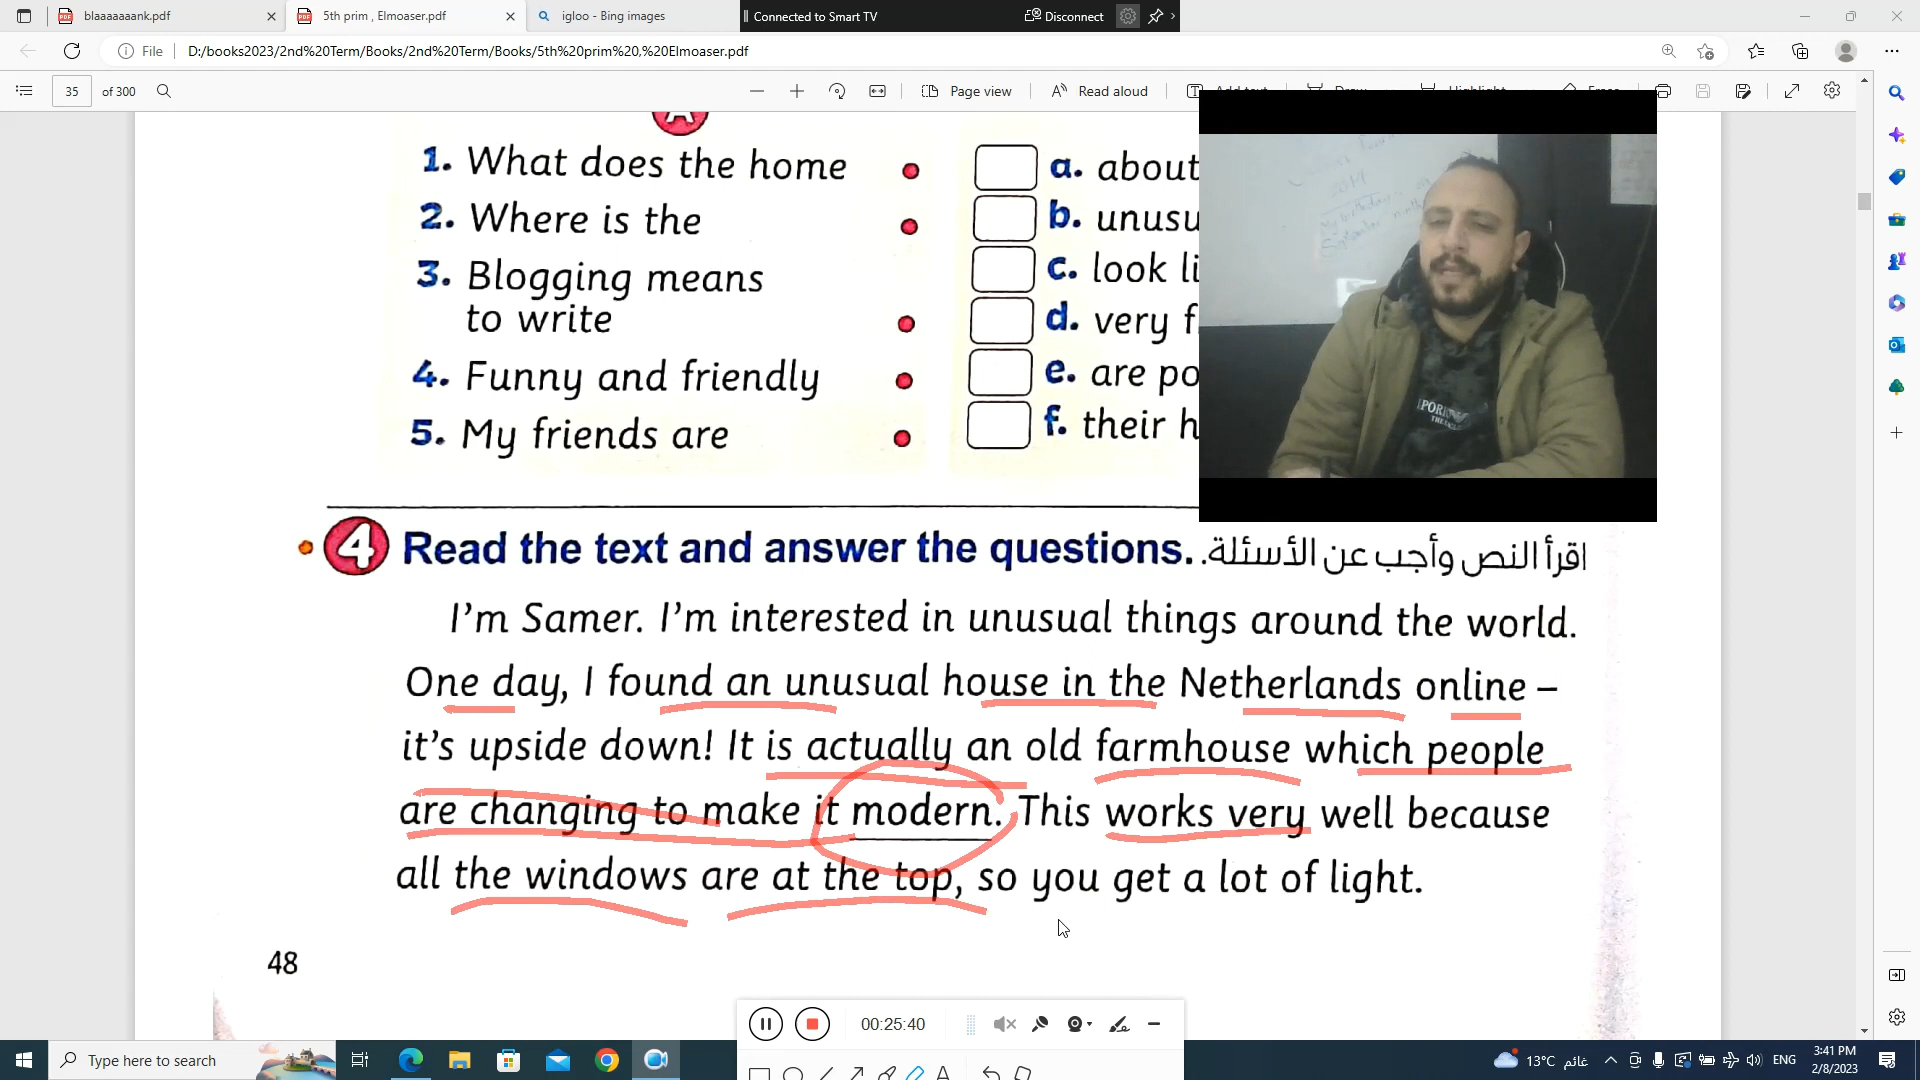 blaaaaaaank.pdf
5th prim , Elmoaser.pdf
igloo - Bing images
Connected to Smart TV
Disconnect
File
D:/books2023/2nd%20Term/Books/2nd%20Term/Books/5th%20prim%20,%20Elmoaser.pdf
35 of 300
Page view
Read aloud
A
1. What does the home
2. Where is the
3. Blogging means
to write
4. Funny and friendly
5. My friends are
a. about
b. unusu
c. look li
d. very f
e. are po
f. their h
2019
4 Read the text and answer the questions. اقرأ النص وأجب عن الأسئلة.
I'm Samer. I'm interested in unusual things around the world.
One day, I found an unusual house in the Netherlands online –
it's upside down! It is actually an old farmhouse which people
are changing to make it modern. This works very well because
all the windows are at the top, so you get a lot of light.
48
00:25:40
Type here to search
13°C غائم
ENG
3:41 PM
2/8/2023